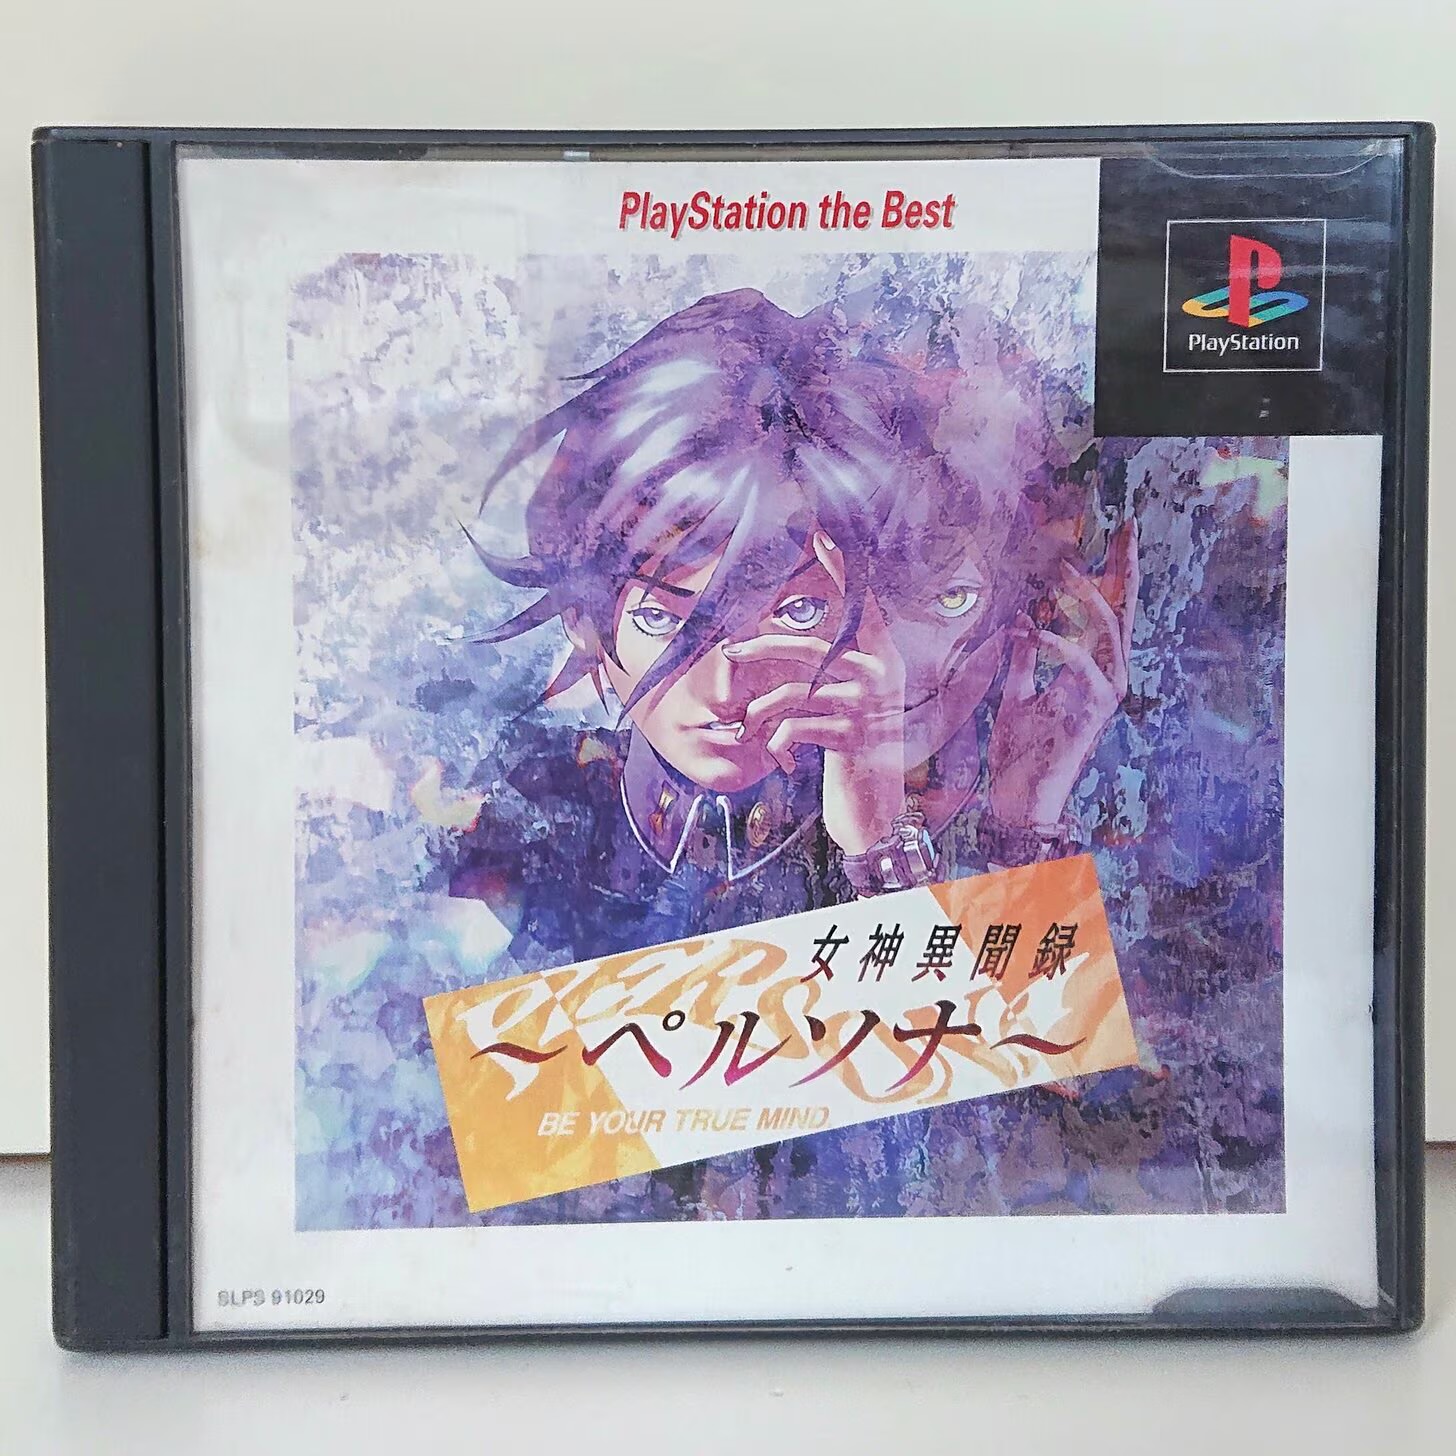 PlayStation the Best
PlayStation
女神異聞録
～ペルソナ～
BE YOUR TRUE MIND.
SLPS 91029